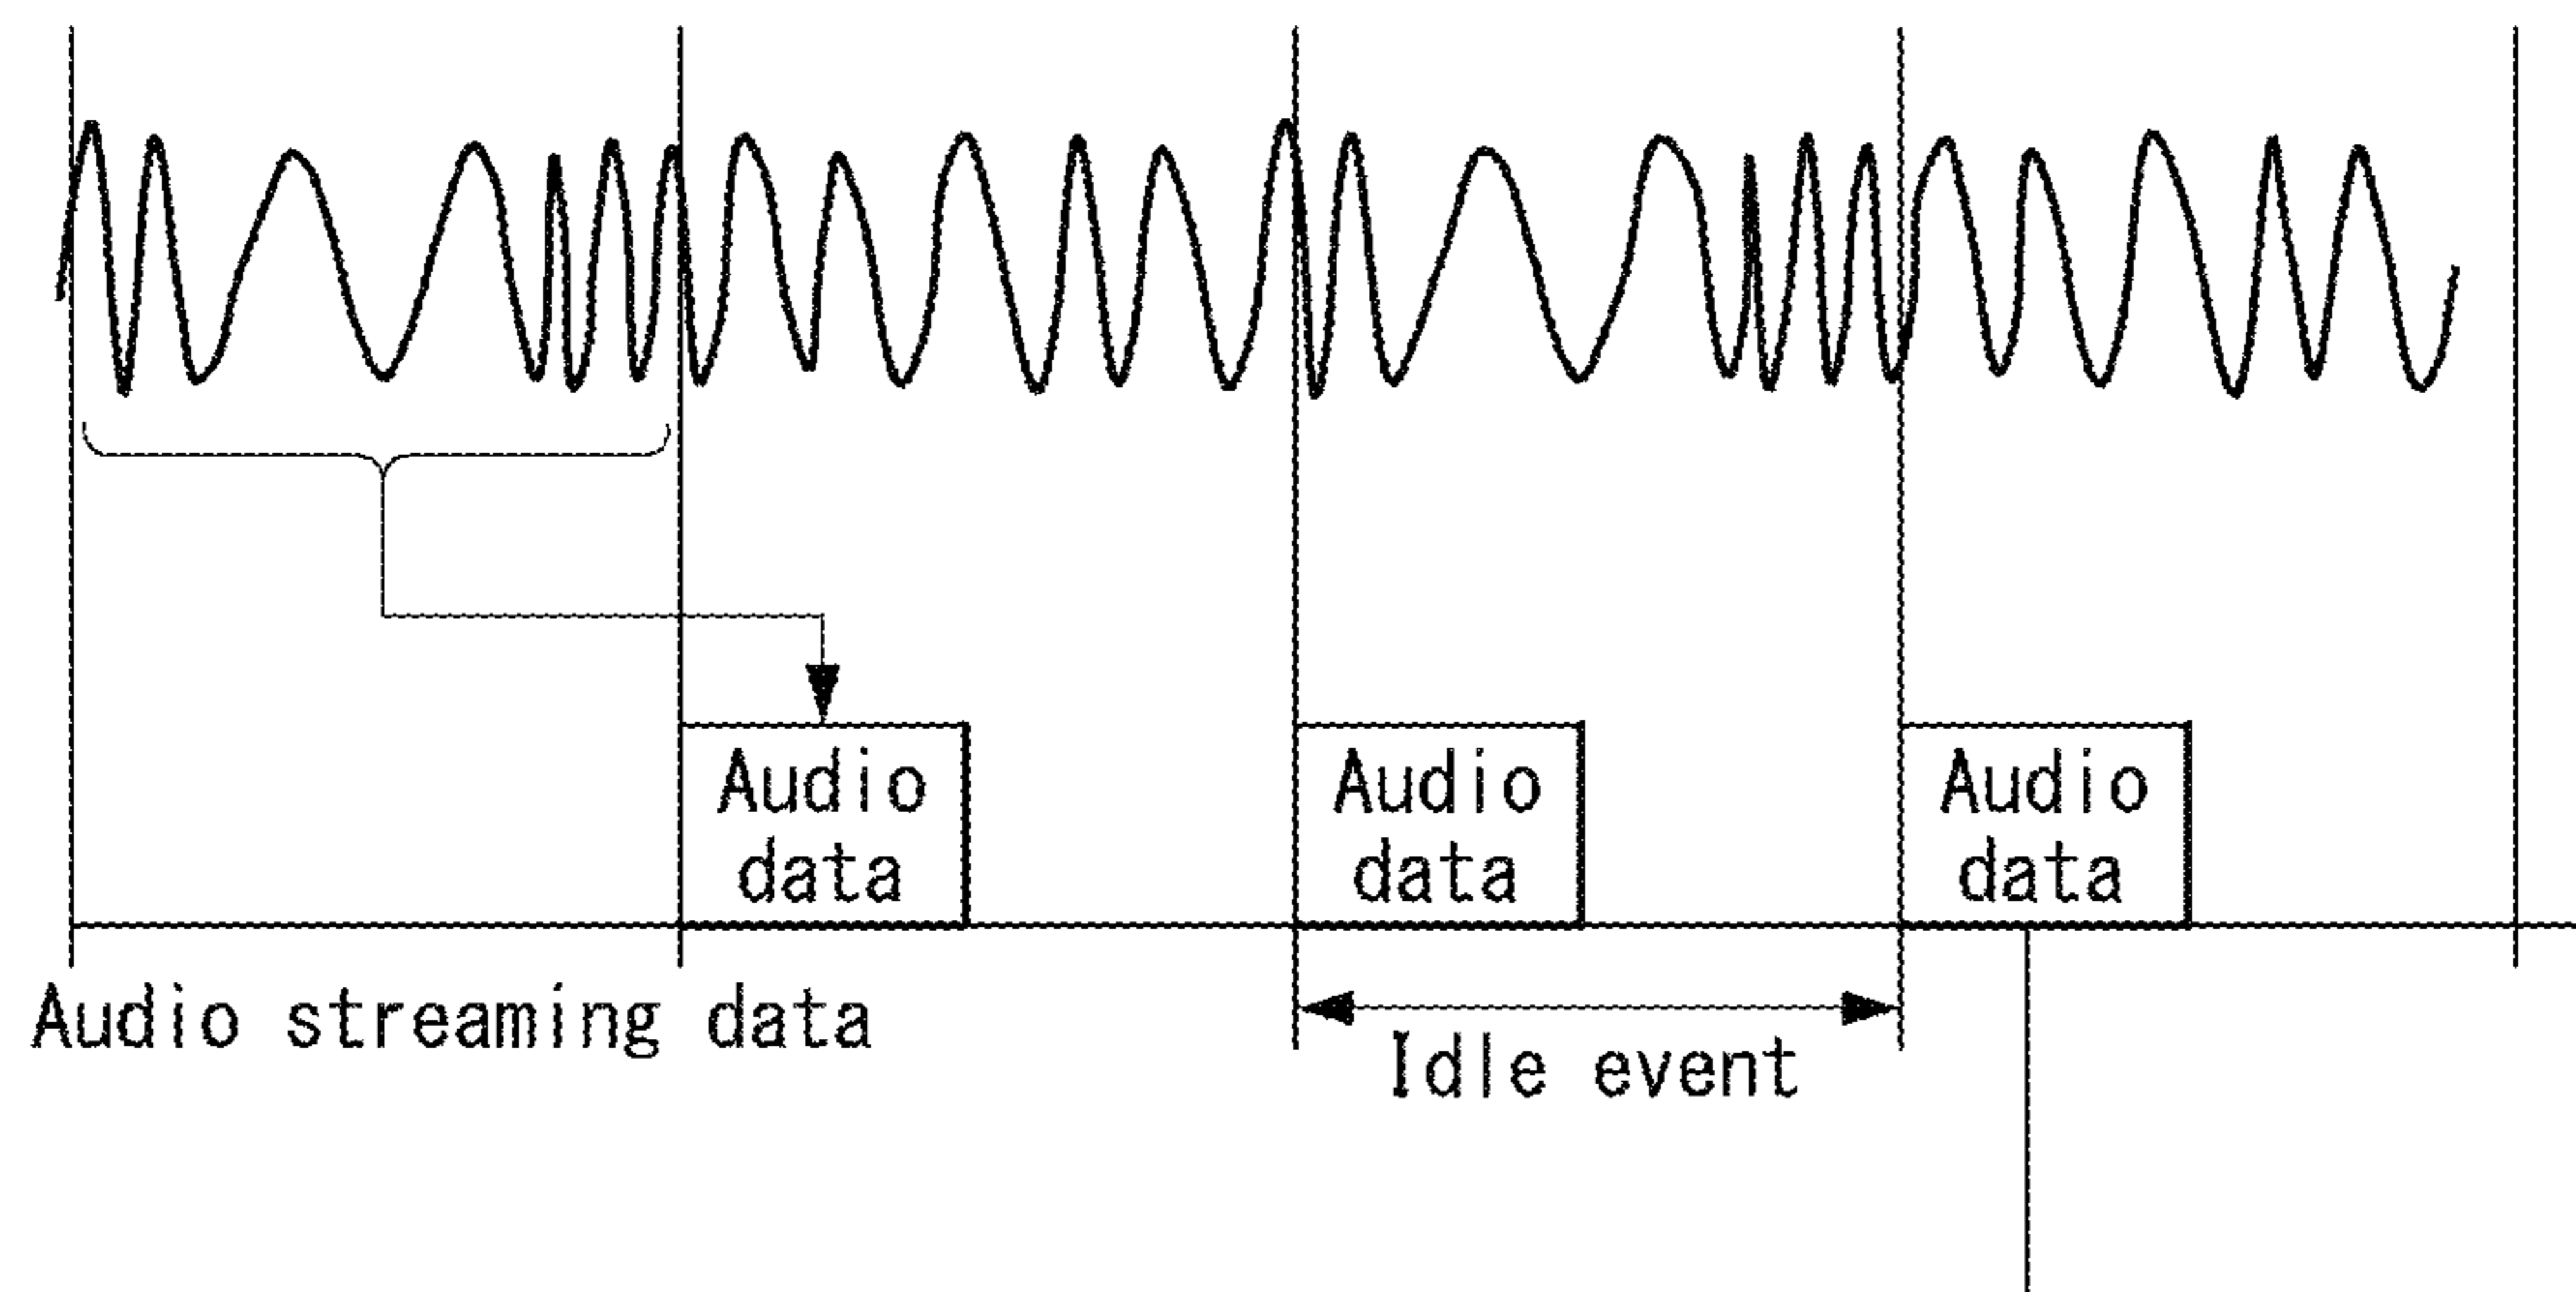 Audio
data
Audio
data
Audio
data
Audio streaming data
Idle event